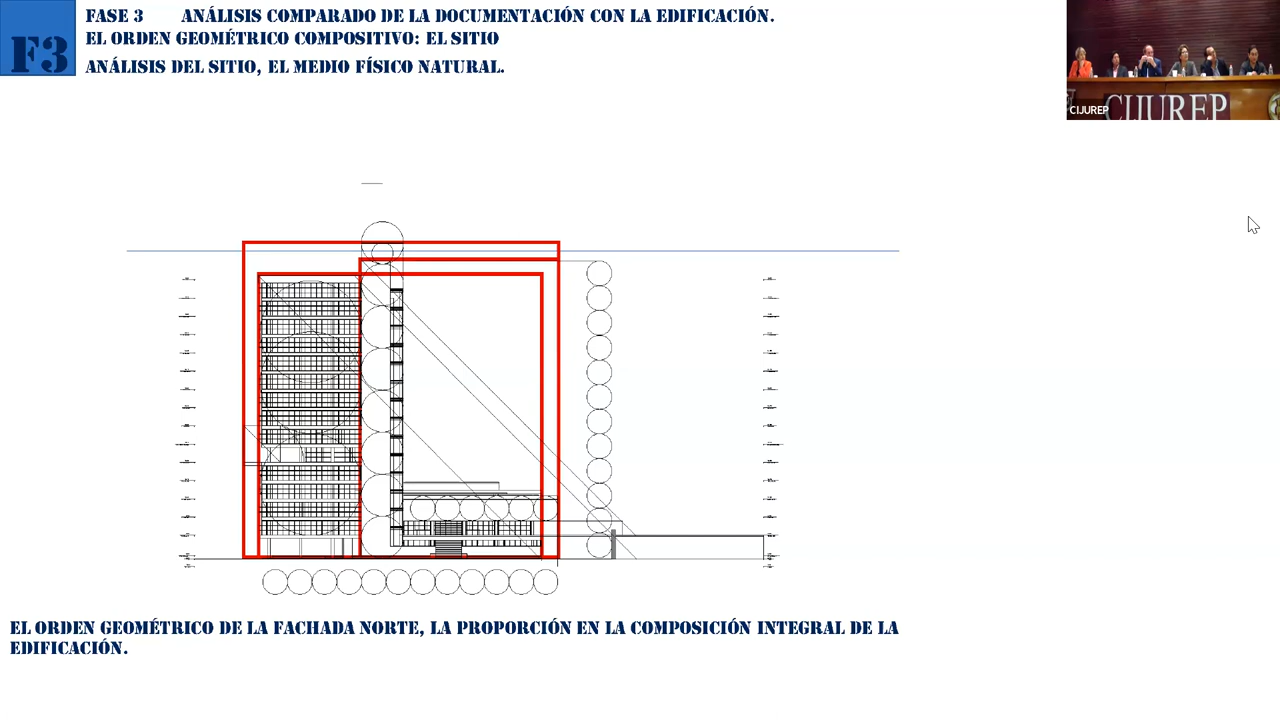 F3
FASE 3 ANÁLISIS COMPARADO DE LA DOCUMENTACIÓN CON LA EDIFICACIÓN.
EL ORDEN GEOMÉTRICO COMPOSITIVO: EL SITIO
ANÁLISIS DEL SITIO, EL MEDIO FÍSICO NATURAL.
CIJUREP
CIJUREP
EL ORDEN GEOMÉTRICO DE LA FACHADA NORTE, LA PROPORCIÓN EN LA COMPOSICIÓN INTEGRAL DE LA
EDIFICACIÓN.